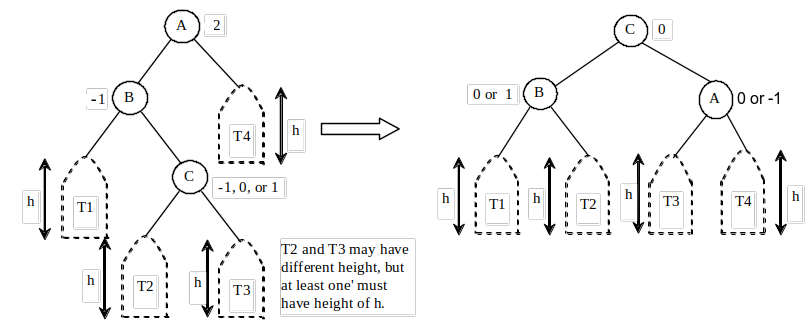 A 2
C 0
-1 B
0 or 1 B
A 0 or -1
T4 h
C
-1, 0, or 1
h T1
h T1
h T2
h T3
T4 h
h T2
h T3
T2 and T3 may have
different height, but
at least one' must
have height of h.